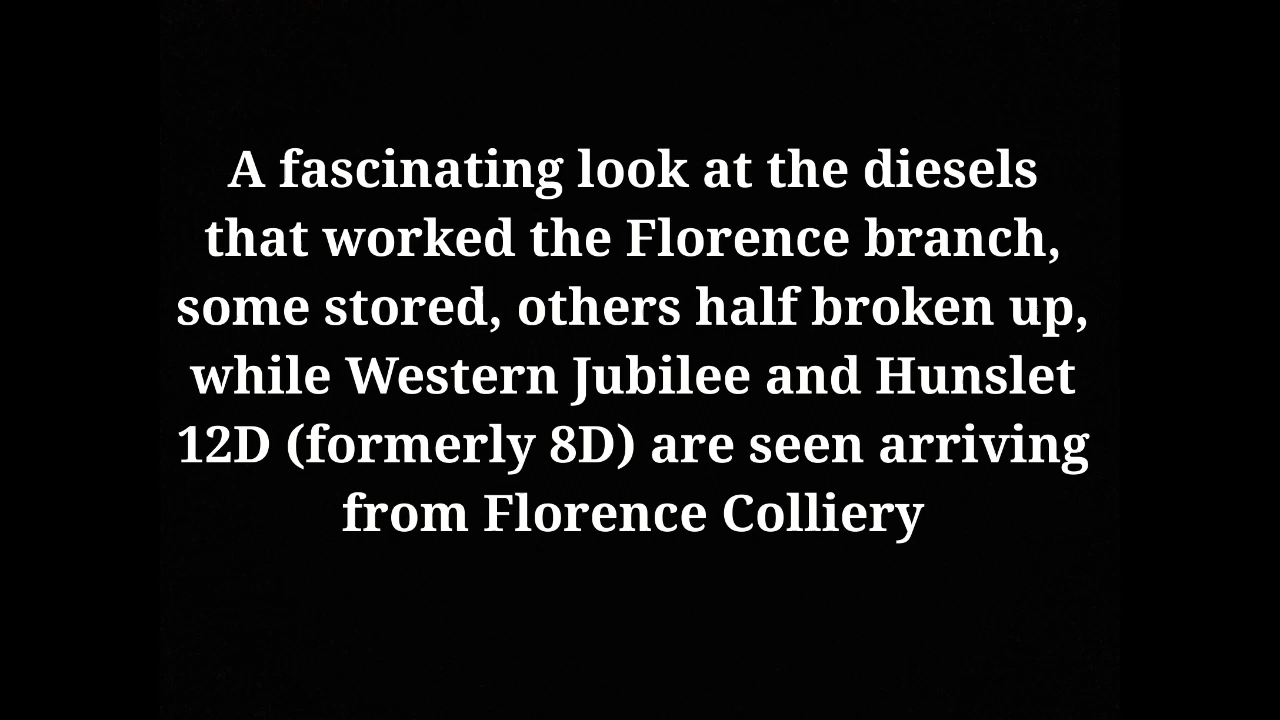 A fascinating look at the diesels
that worked the Florence branch,
some stored, others half broken up,
while Western Jubilee and Hunslet
12D (formerly 8D) are seen arriving
from Florence Colliery